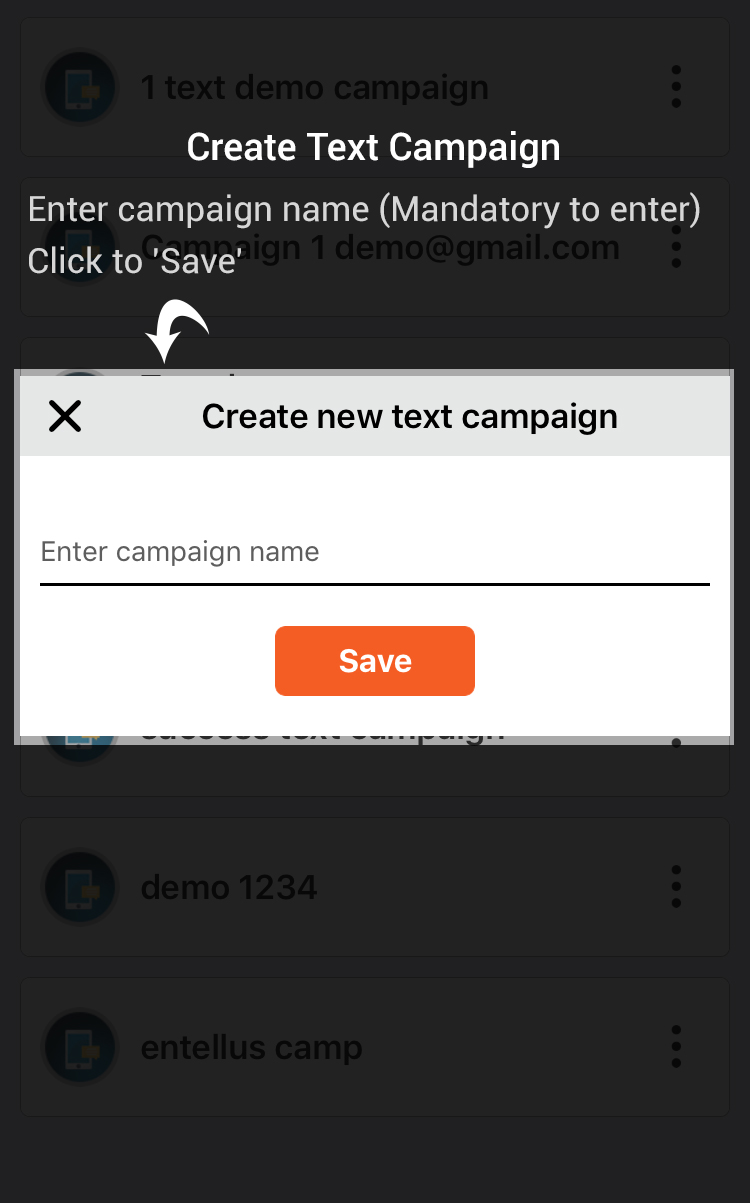 1 text demo campaign
Create Text Campaign
Enter campaign name (Mandatory to enter)
Campaign 1 demo@gmail.com
Click to 'Save'
Create new text campaign
Enter campaign name
Save
success text campaign
demo 1234
entellus camp